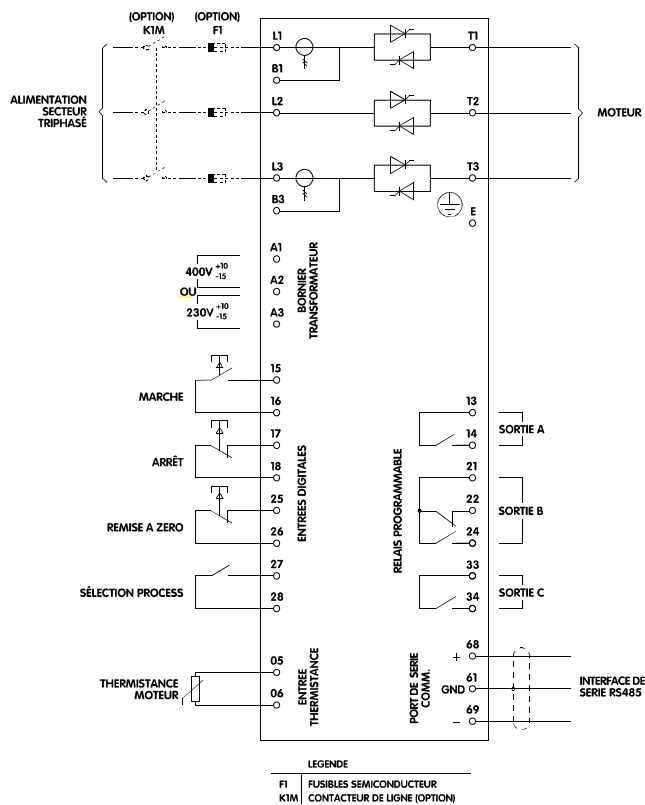 (OPTION)
K1M
(OPTION)
F1
L1
T1
B1
ALIMENTATION
SECTEUR
TRIPHASÉ
L2
T2
MOTEUR
L3
T3
B3
E
A1
400V +10 -15
A2
OU
230V +10 -15
A3
BORNIER
TRANSFORMATEUR
15
MARCHE
16
17
ARRÊT
18
25
REMISE A ZERO
26
27
SÉLECTION PROCESS
28
ENTREES DIGITALES
13
14
SORTIE A
21
22
SORTIE B
24
33
34
SORTIE C
RELAIS PROGRAMMABLE
05
THERMISTANCE
MOTEUR
06
ENTREE
THERMISTANCE
68
+
61
GND
69
–
PORT DE SERIE
COMM.
INTERFACE DE
SERIE RS485
LEGENDE
F1 FUSIBLES SEMICONDUCTEUR
K1M CONTACTEUR DE LIGNE (OPTION)